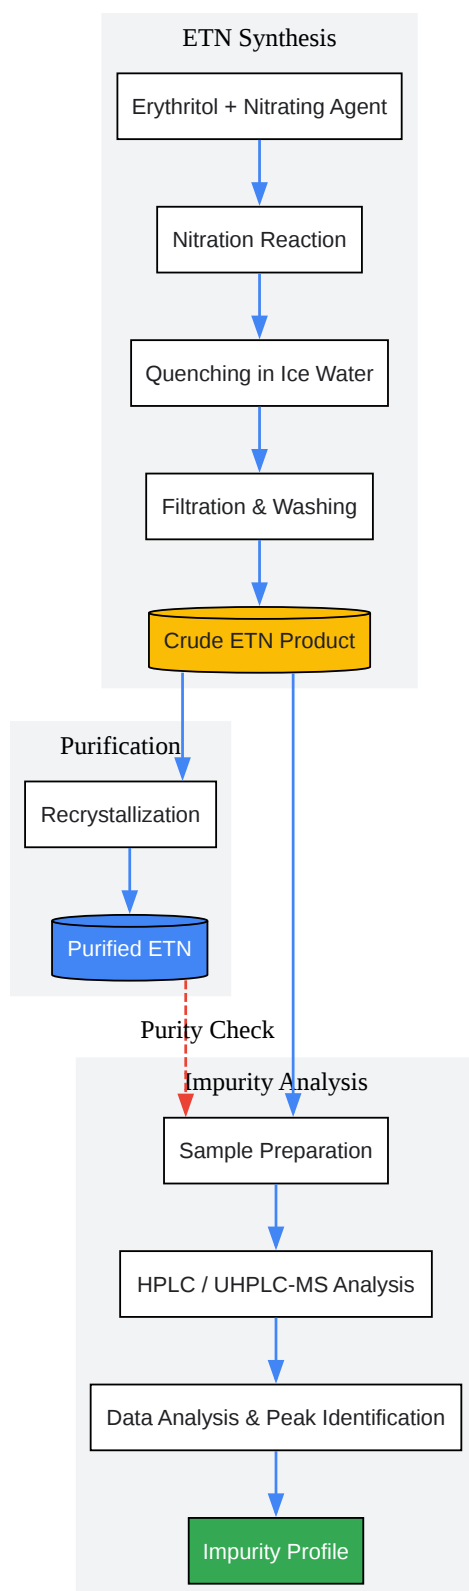 ETN Synthesis
Erythritol + Nitrating Agent
Nitration Reaction
Quenching in Ice Water
Filtration & Washing
Crude ETN Product
Purification
Recrystallization
Purified ETN
Purity Check
Impurity Analysis
Sample Preparation
HPLC / UHPLC-MS Analysis
Data Analysis & Peak Identification
Impurity Profile